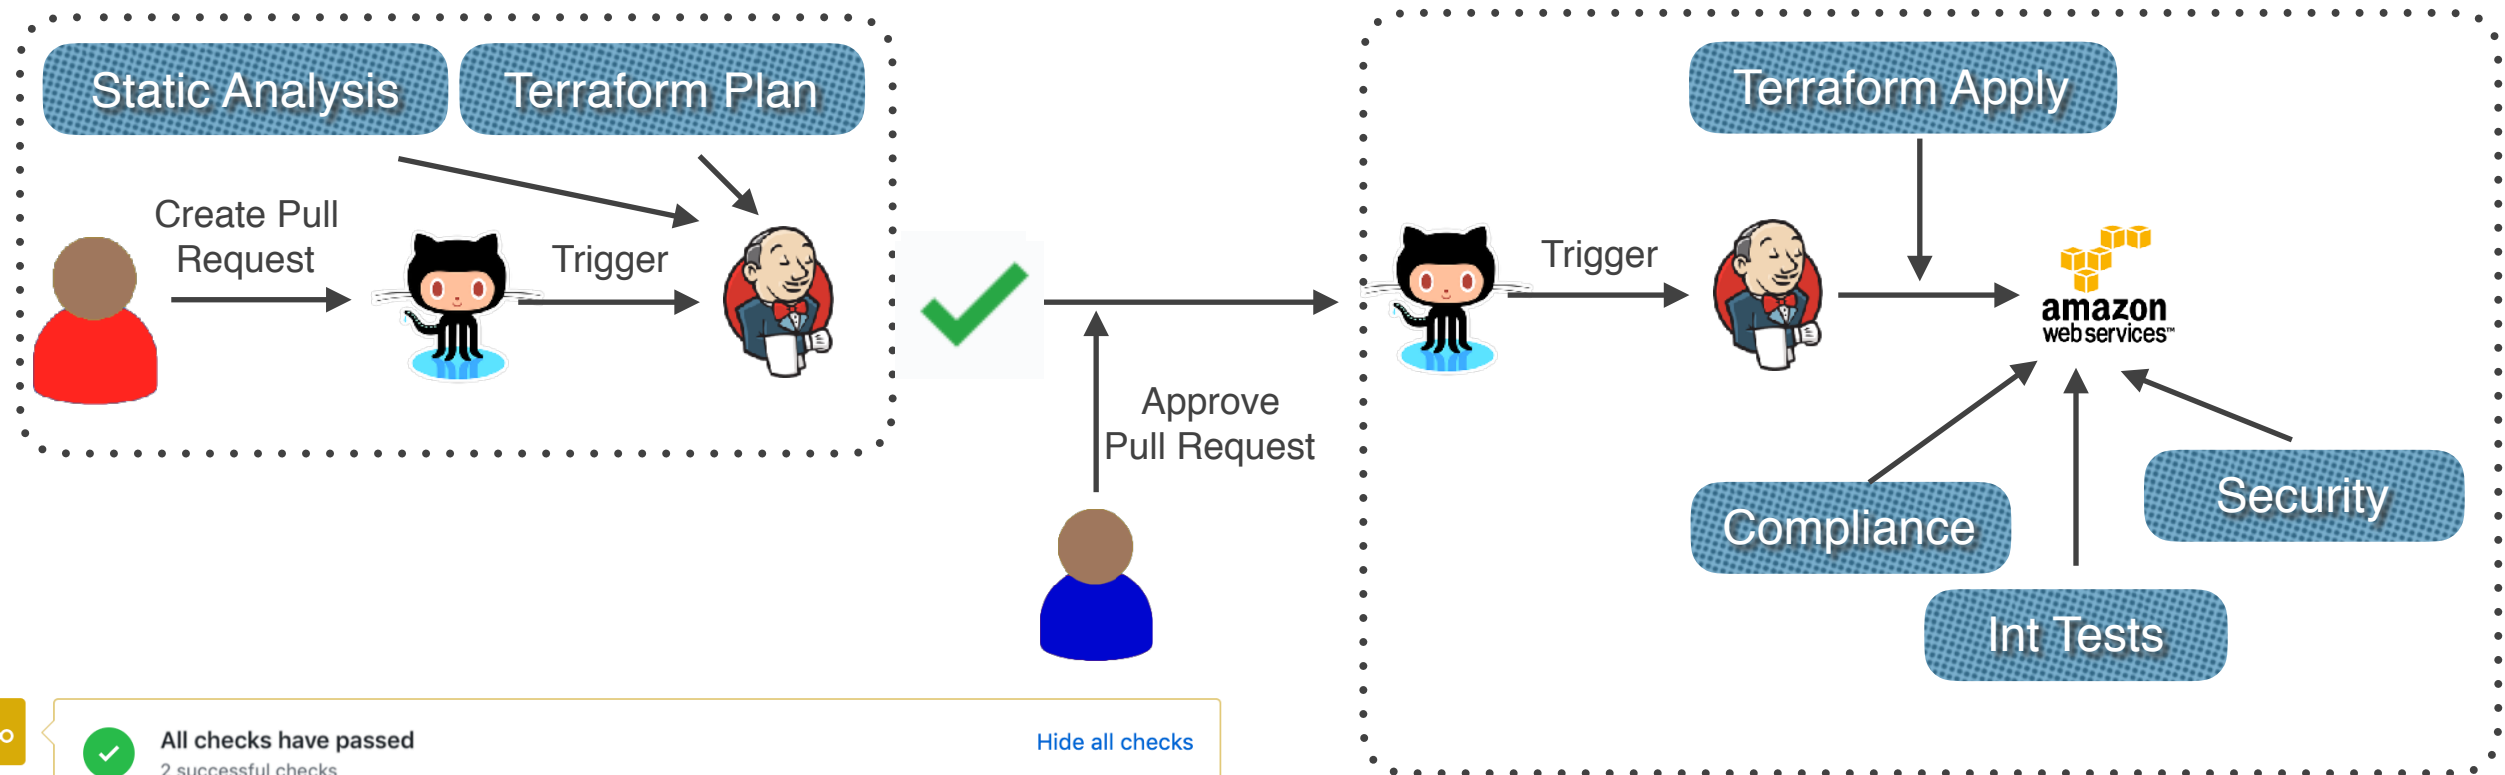 Static Analysis
Terraform Plan
Create Pull
Request
Trigger
Approve
Pull Request
Terraform Apply
Trigger
amazon
web services™
Compliance
Security
Int Tests
All checks have passed
Hide all checks
2 successful checks